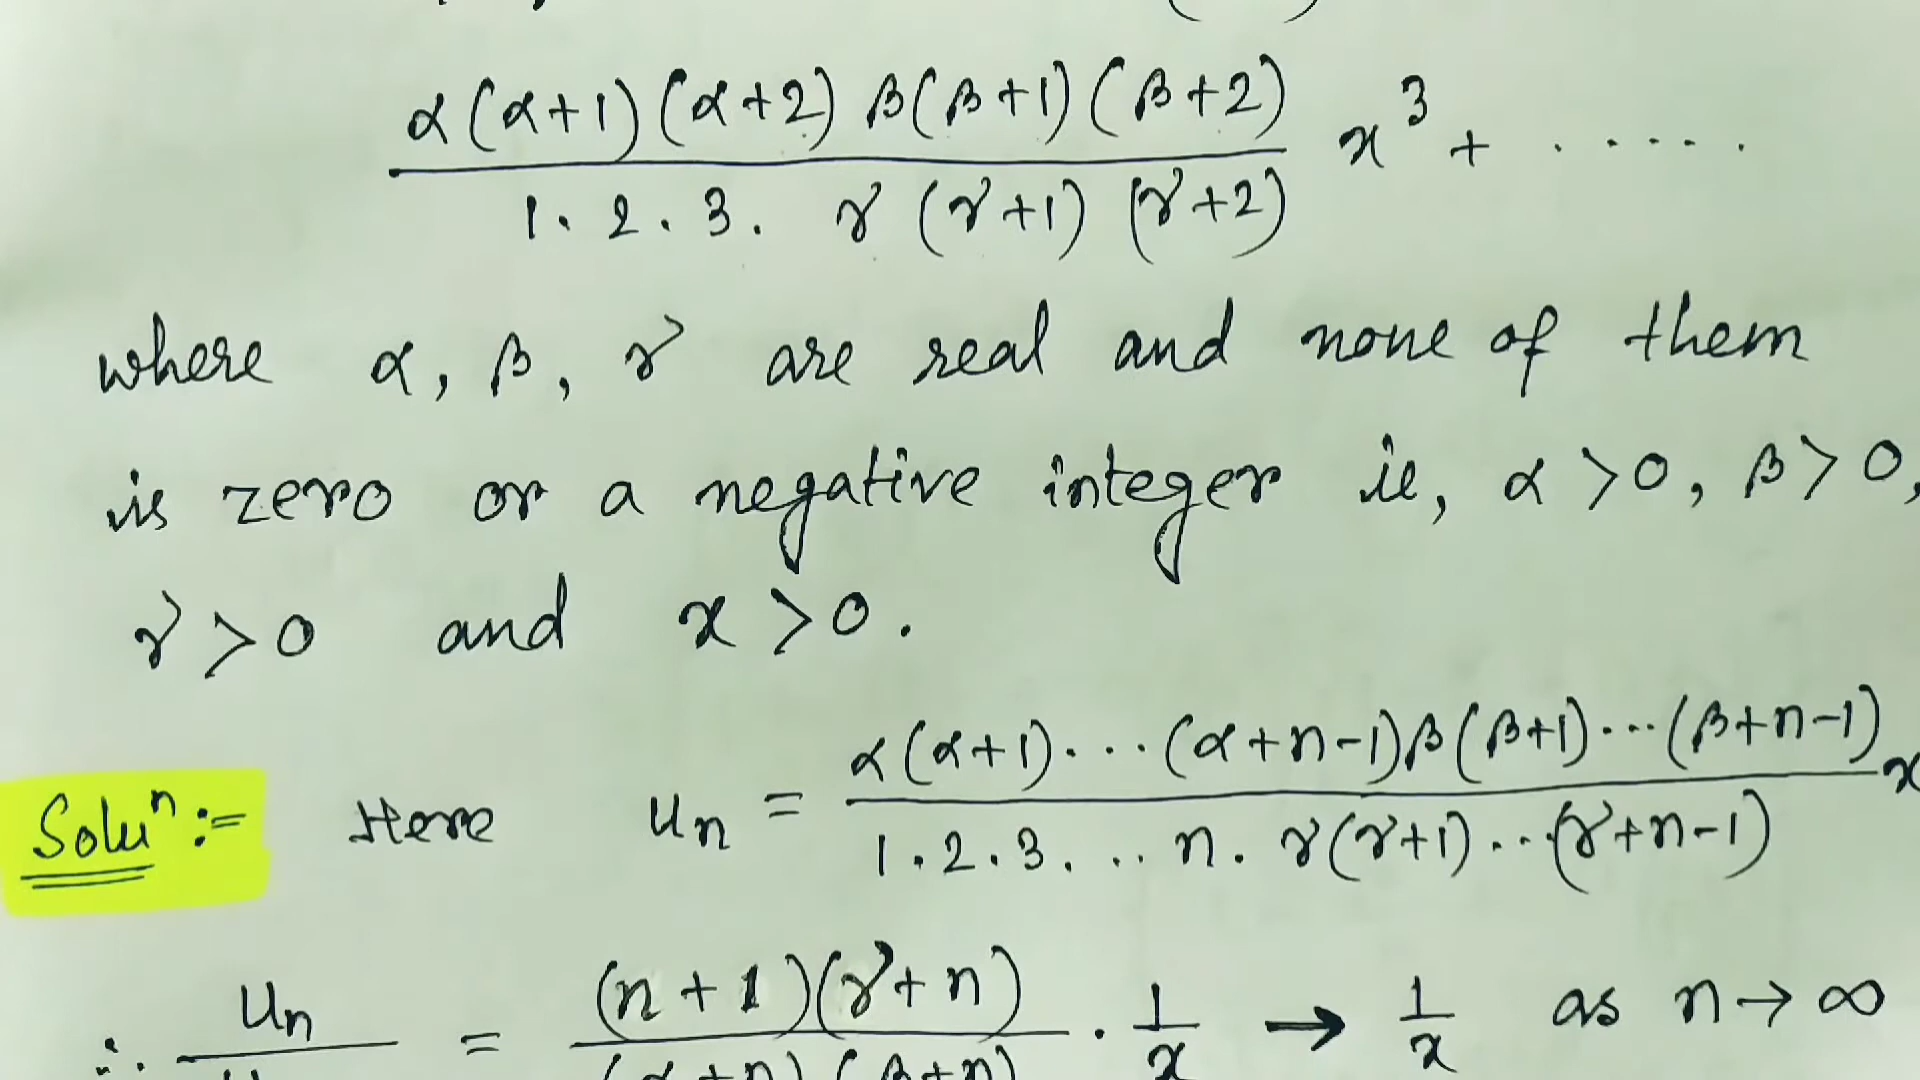 α(α+1)(α+2) β(β+1)(β+2)
1.2.3. γ(γ+1)(γ+2)
x³ + ......
where α, β, γ are real and none of them
is zero or a negative integer ie, α>0, β>0,
γ>0 and x>0.
Soluⁿ:- Here uₙ =
α(α+1)...(α+n-1)β(β+1)...(β+n-1)
1.2.3...n. γ(γ+1)...(γ+n-1)
x
∴ uₙ =
(n+1)(γ+n)
(α+n)(β+n)
. 1/x → 1/x as n→∞